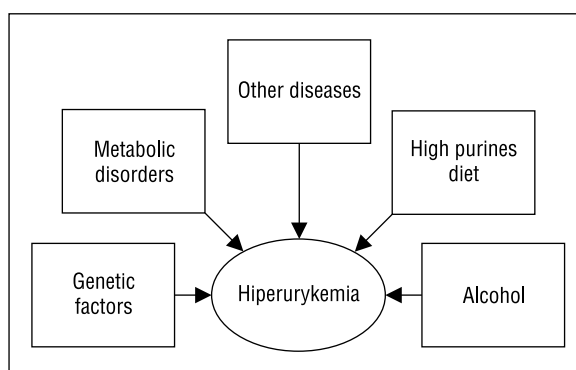 Other diseases
Metabolic
disorders
High purines
diet
Genetic
factors
Hiperurykemia
Alcohol